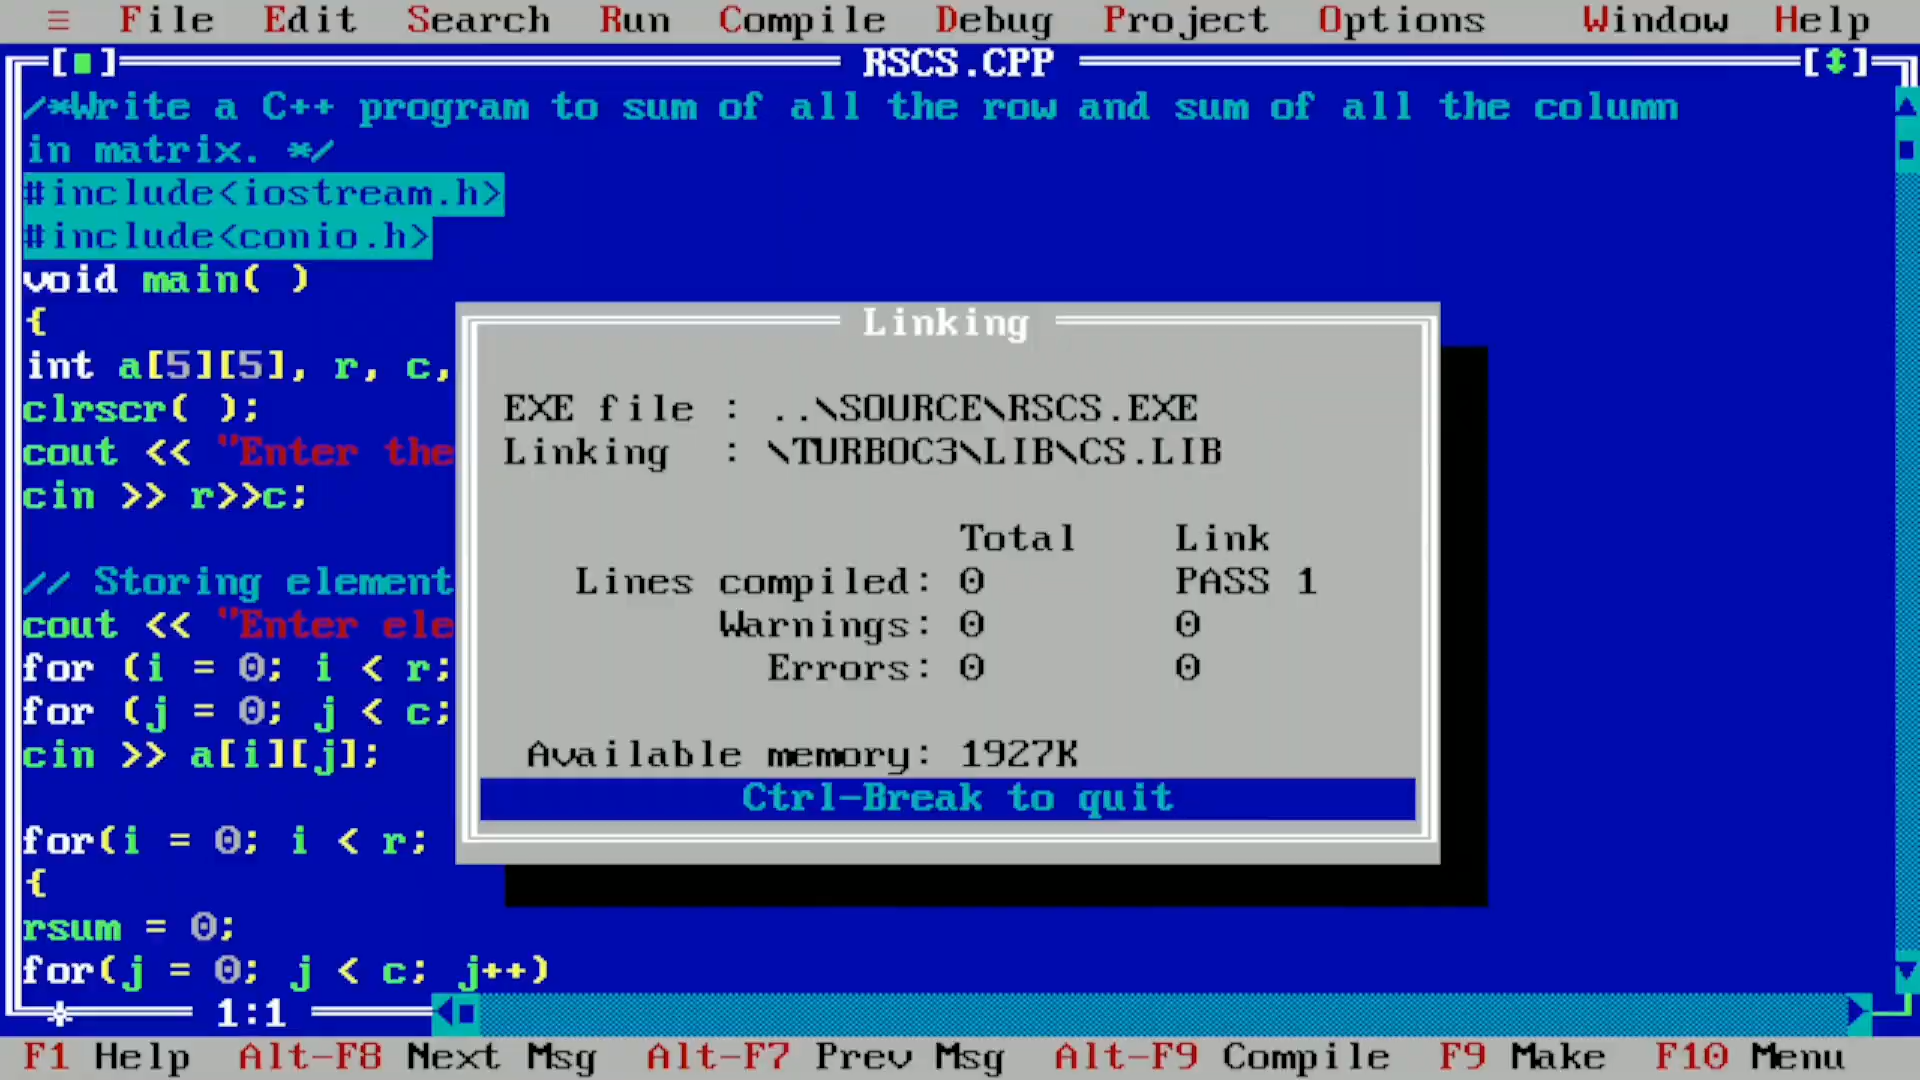 ≡ File Edit Search Run Compile Debug Project Options Window Help
[■] RSCS.CPP [↕]
/*Write a C++ program to sum of all the row and sum of all the column
in matrix. */
#include<iostream.h>
#include<conio.h>
void main( )
{
int a[5][5], r, c,
clrscr( );
cout << "Enter the
cin >> r>>c;
// Storing element
cout << "Enter ele
for (i = 0; i < r;
for (j = 0; j < c;
cin >> a[i][j];
for(i = 0; i < r;
{
rsum = 0;
for(j = 0; j < c; j++)
Linking
EXE file : ..\SOURCE\RSCS.EXE
Linking : \TURBOC3\LIB\CS.LIB
Total Link
Lines compiled: 0 PASS 1
Warnings: 0 0
Errors: 0 0
Available memory: 1927K
Ctrl-Break to quit
1:1
F1 Help Alt-F8 Next Msg Alt-F7 Prev Msg Alt-F9 Compile F9 Make F10 Menu